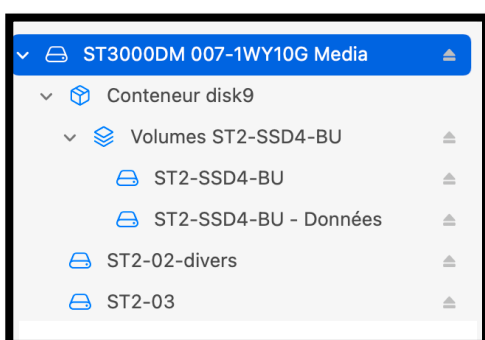 ST3000DM 007-1WY10G Media
Conteneur disk9
Volumes ST2-SSD4-BU
ST2-SSD4-BU
ST2-SSD4-BU - Données
ST2-02-divers
ST2-03